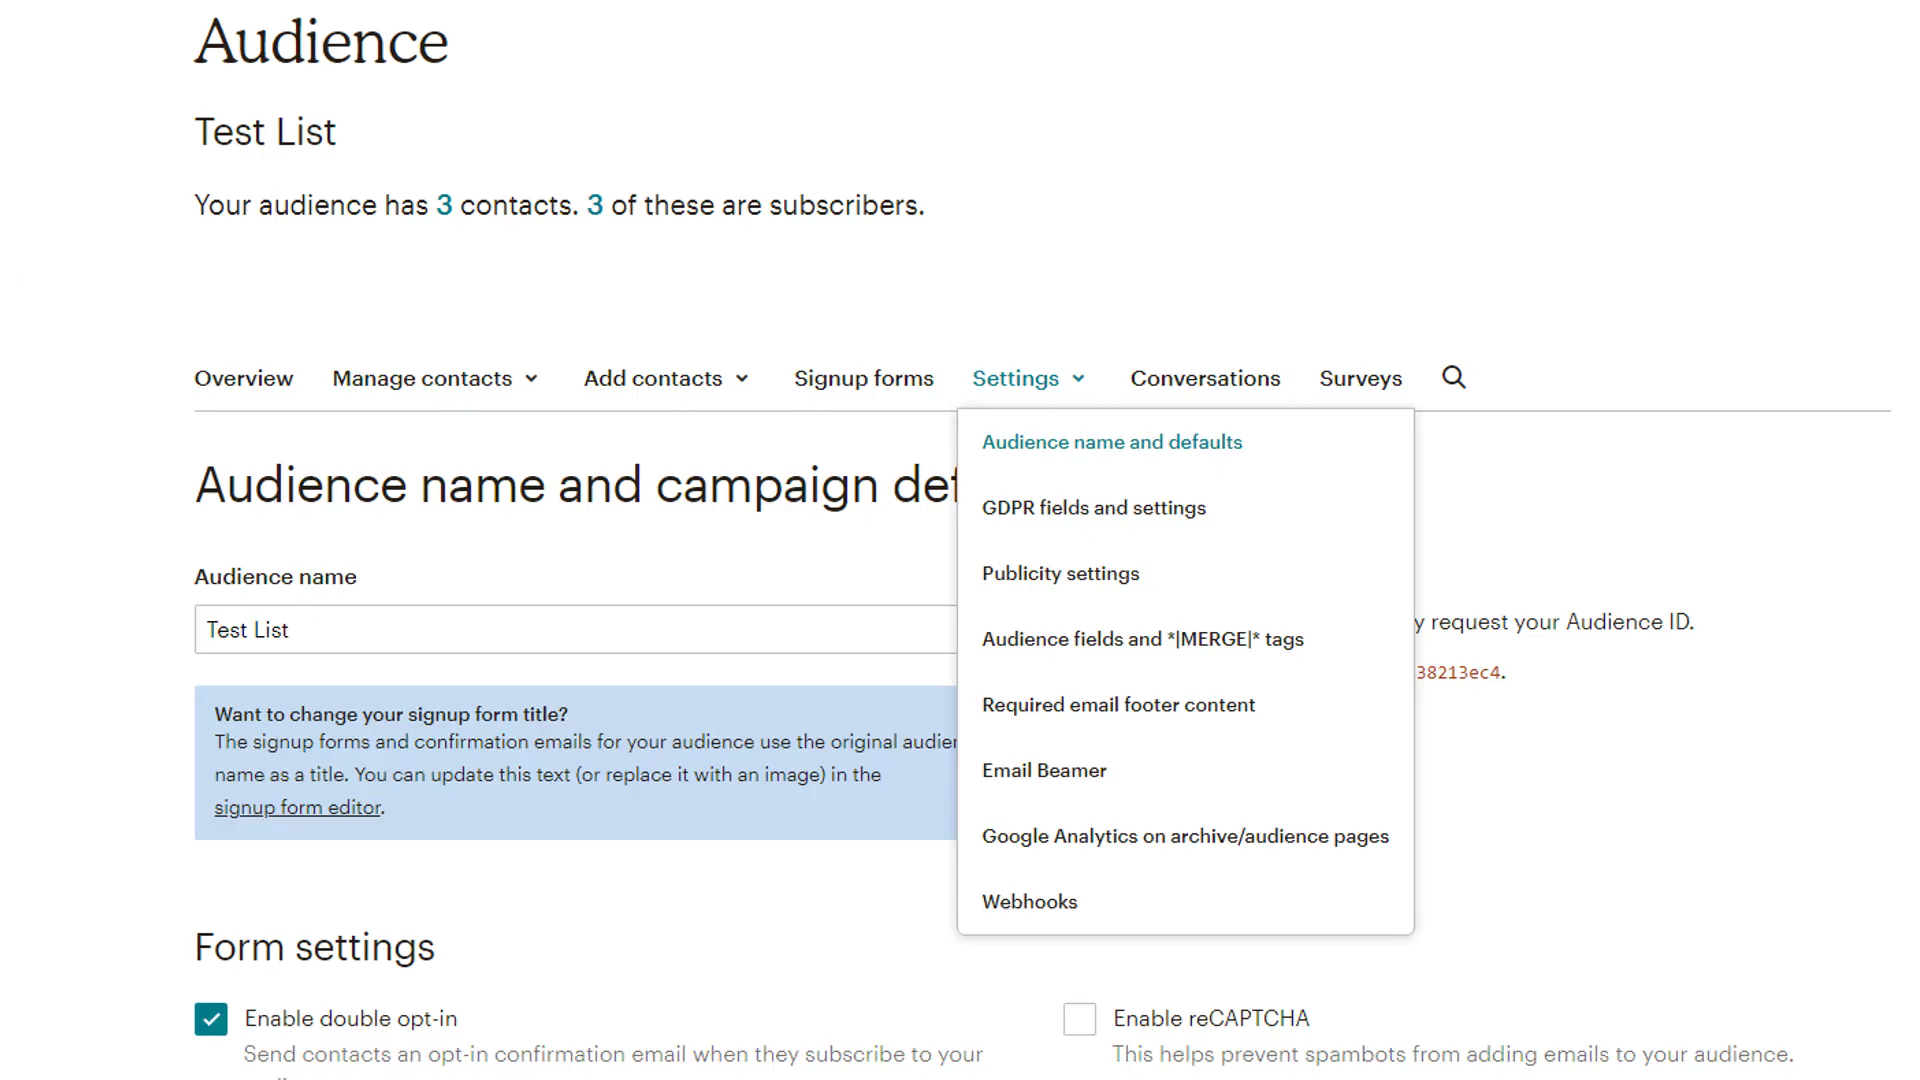 Audience
Test List
Your audience has 3 contacts. 3 of these are subscribers.
Overview Manage contacts Add contacts Signup forms Settings Conversations Surveys
Audience name and defaults
GDPR fields and settings
Publicity settings
Audience fields and *|MERGE|* tags
Required email footer content
Email Beamer
Google Analytics on archive/audience pages
Webhooks
Audience name and campaign def
Audience name
Test List
y request your Audience ID.
38213ec4.
Want to change your signup form title?
The signup forms and confirmation emails for your audience use the original audien
name as a title. You can update this text (or replace it with an image) in the
signup form editor.
Form settings
Enable double opt-in
Send contacts an opt-in confirmation email when they subscribe to your
Enable reCAPTCHA
This helps prevent spambots from adding emails to your audience.